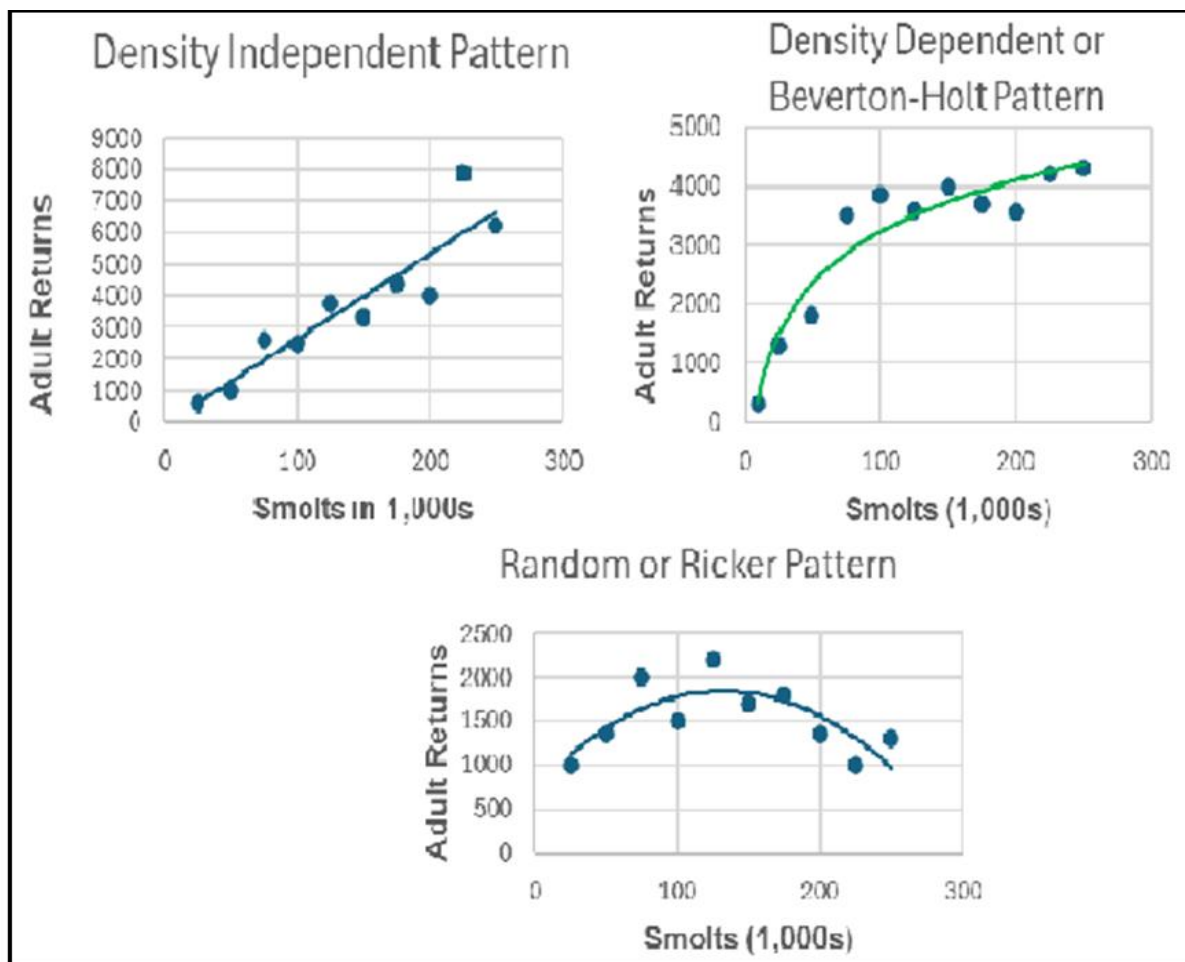 Density Independent Pattern
9000
8000
7000
6000
5000
4000
3000
2000
1000
0
Adult Returns
0 100 200 300
Smolts in 1,000s
Density Dependent or
Beverton-Holt Pattern
5000
4000
3000
2000
1000
0
Adult Returns
0 100 200 300
Smolts (1,000s)
Random or Ricker Pattern
2500
2000
1500
1000
500
0
Adult Returns
0 100 200 300
Smolts (1,000s)